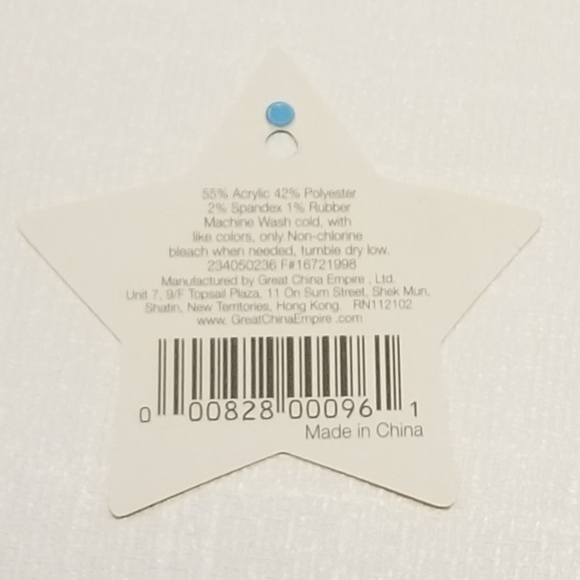 55% Acrylic 42% Polyester
2% Spandex 1% Rubber
Machine Wash cold, with
like colors, only Non-chlorine
bleach when needed, tumble dry low.
234050236 F#16721998
Manufactured by Great China Empire , Ltd.
Unit 7, 9/F Topsail Plaza, 11 On Sum Street, Shek Mun,
Shatin, New Territories, Hong Kong. RN112102
www. GreatChinaEmpire .com
0 00828 00096 1
Made in China